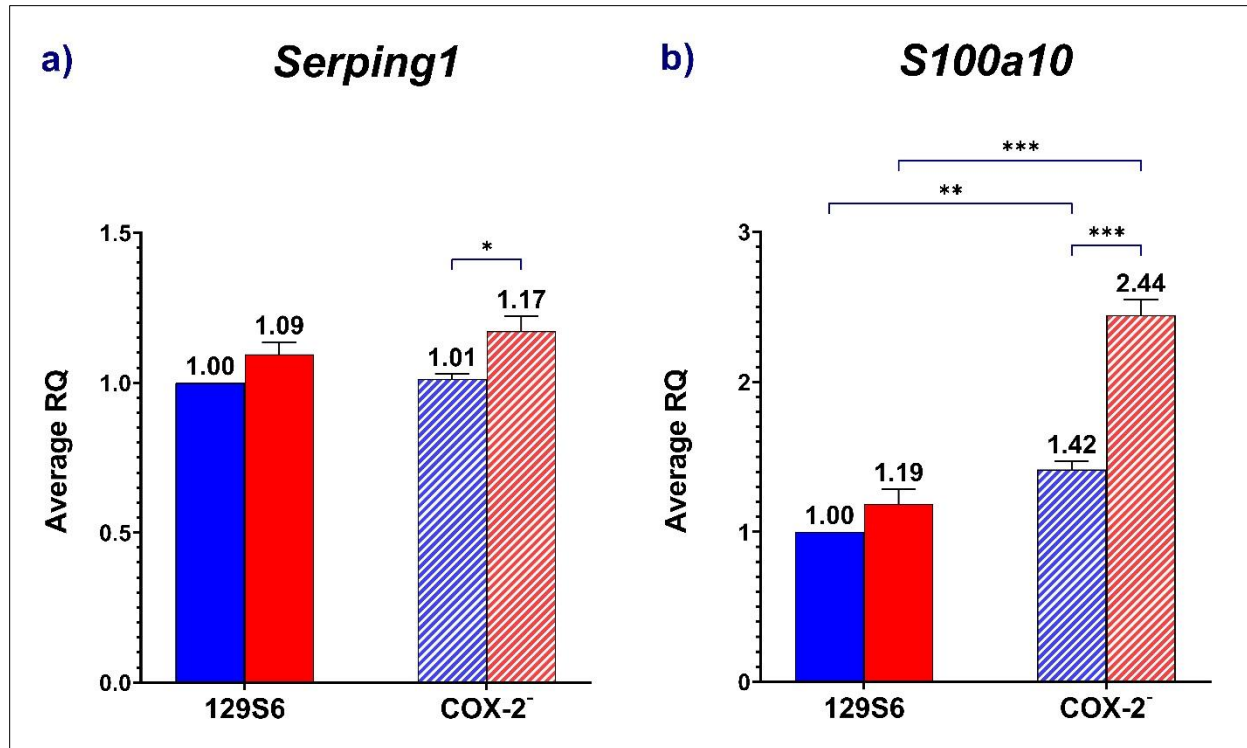 a)
Serping1
1.5
1.0
0.5
0.0
Average RQ
1.00
1.09
*
1.01
1.17
129S6
COX-2⁻
b)
S100a10
***
**
***
3
2
1
0
Average RQ
1.00
1.19
1.42
2.44
129S6
COX-2⁻